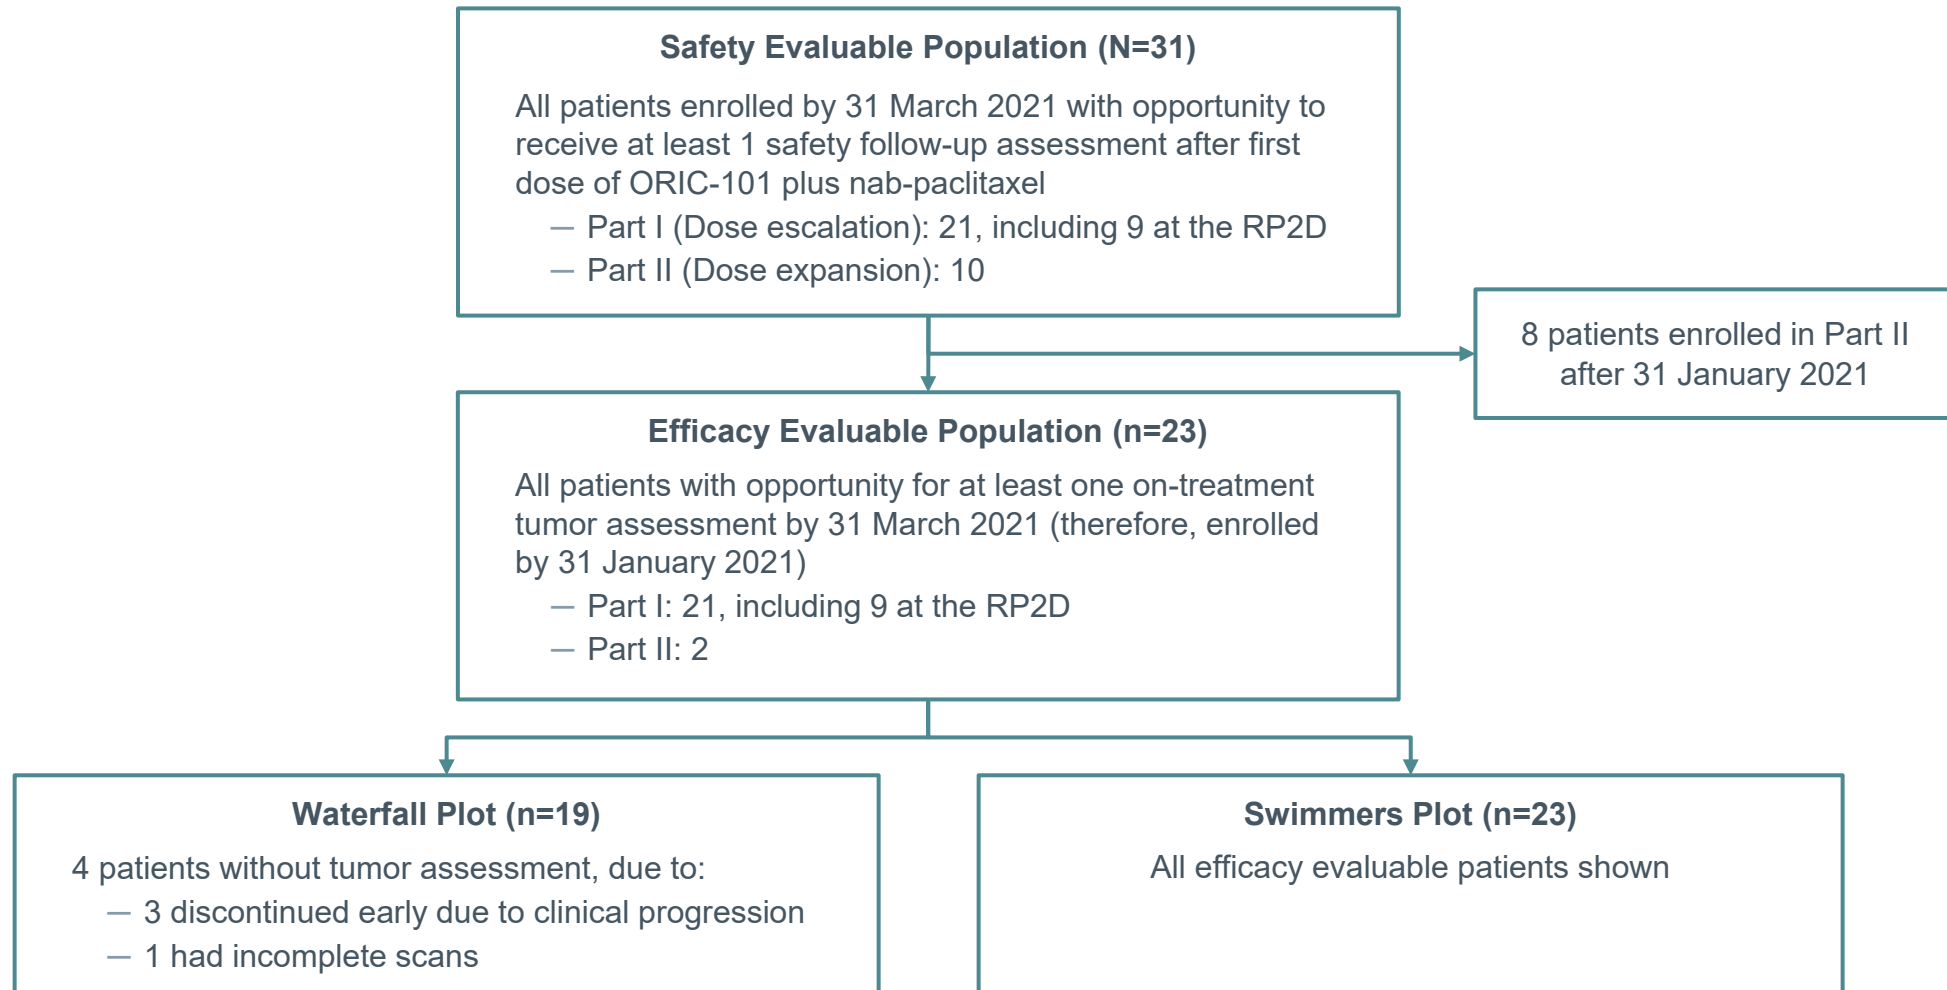 Safety Evaluable Population (N=31)
All patients enrolled by 31 March 2021 with opportunity to
receive at least 1 safety follow-up assessment after first
dose of ORIC-101 plus nab-paclitaxel
— Part I (Dose escalation): 21, including 9 at the RP2D
— Part II (Dose expansion): 10
8 patients enrolled in Part II
after 31 January 2021
Efficacy Evaluable Population (n=23)
All patients with opportunity for at least one on-treatment
tumor assessment by 31 March 2021 (therefore, enrolled
by 31 January 2021)
— Part I: 21, including 9 at the RP2D
— Part II: 2
Waterfall Plot (n=19)
4 patients without tumor assessment, due to:
— 3 discontinued early due to clinical progression
— 1 had incomplete scans
Swimmers Plot (n=23)
All efficacy evaluable patients shown